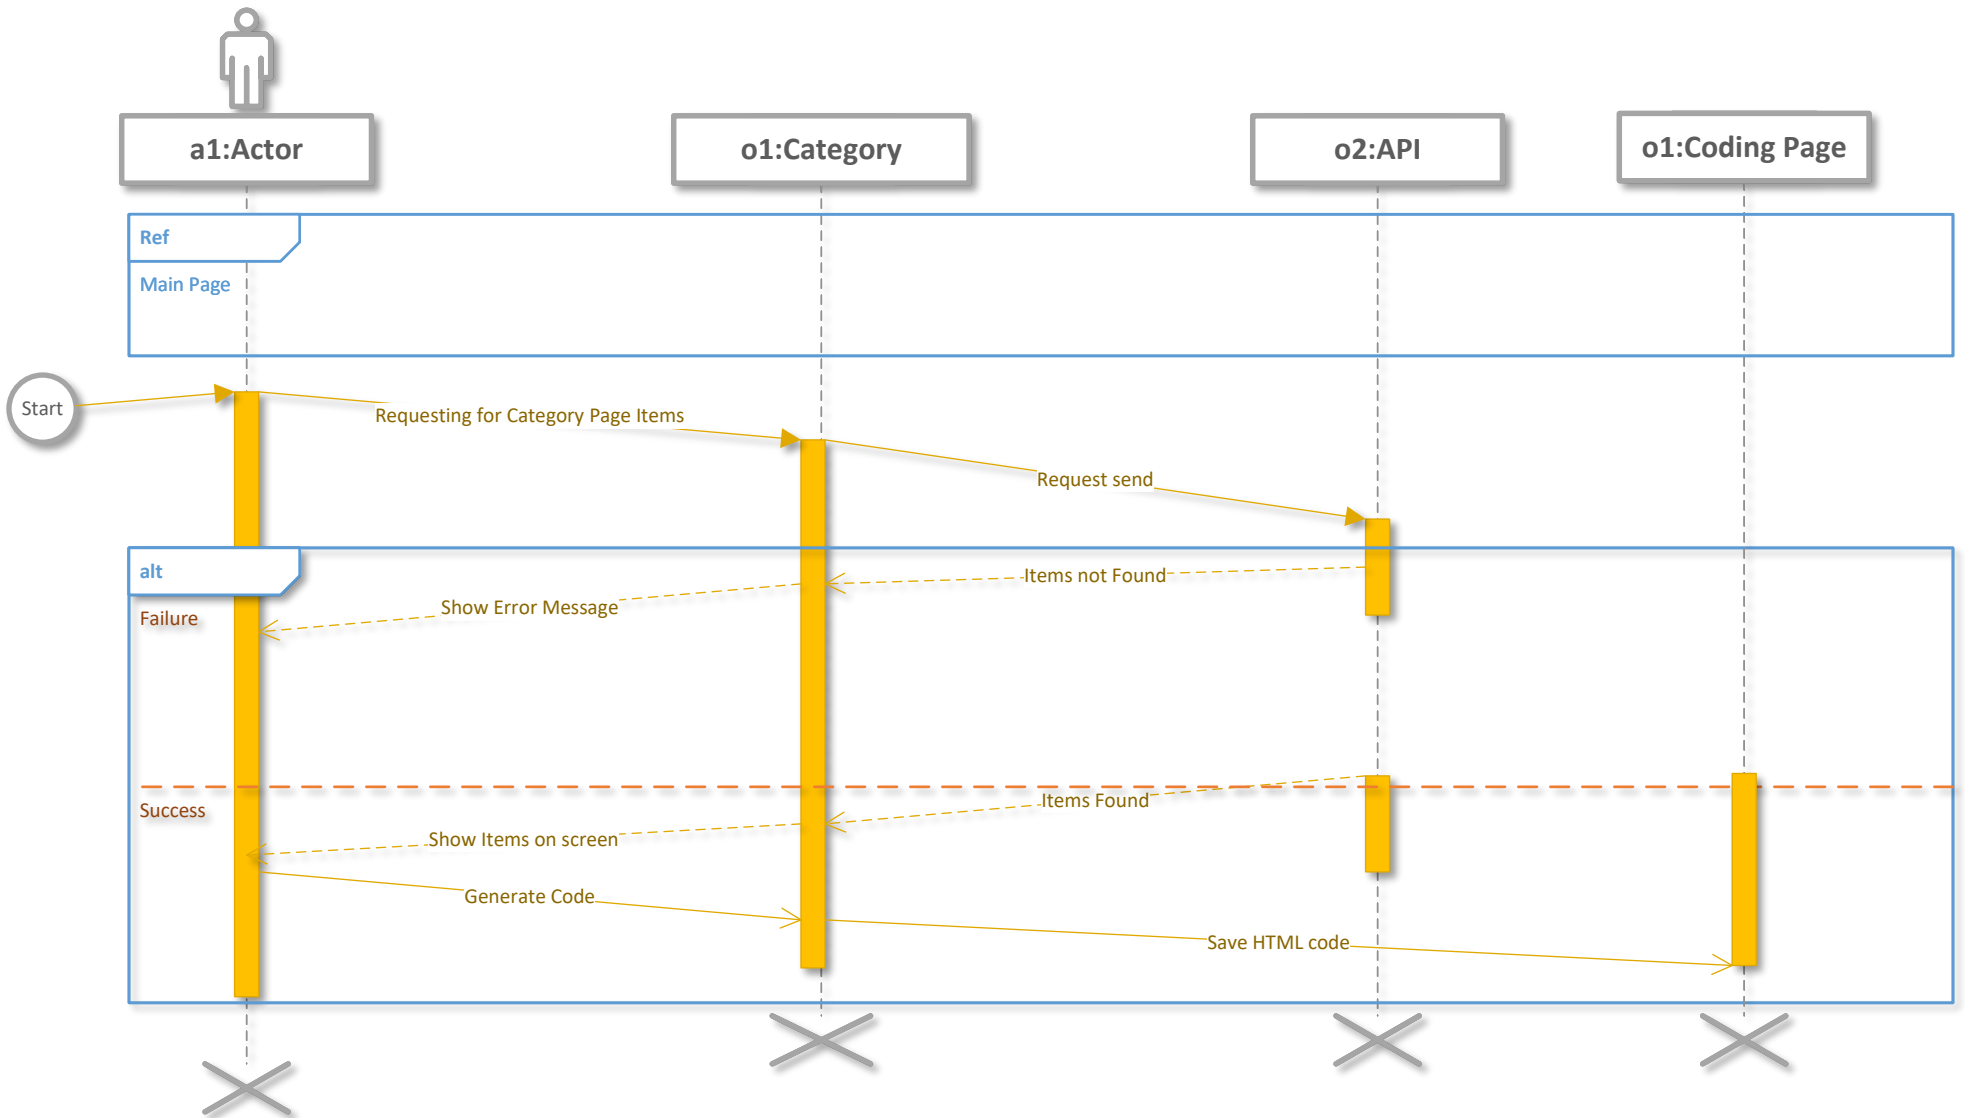 a1:Actor
o1:Category
o2:API
o1:Coding Page
Ref
Main Page
Start
Requesting for Category Page Items
Request send
alt
Items not Found
Show Error Message
Failure
Items Found
Success
Show Items on screen
Generate Code
Save HTML code